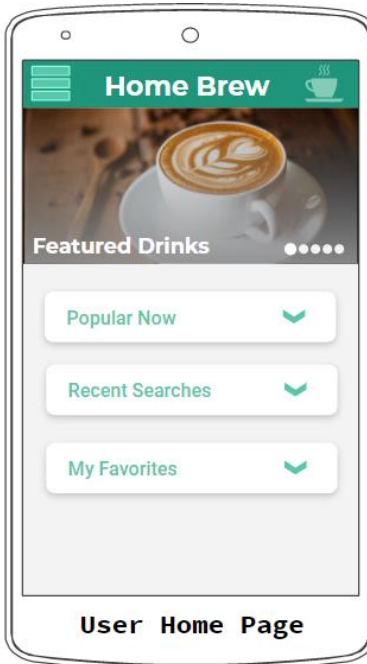 Home Brew
Featured Drinks
Popular Now
Recent Searches
My Favorites
User Home Page